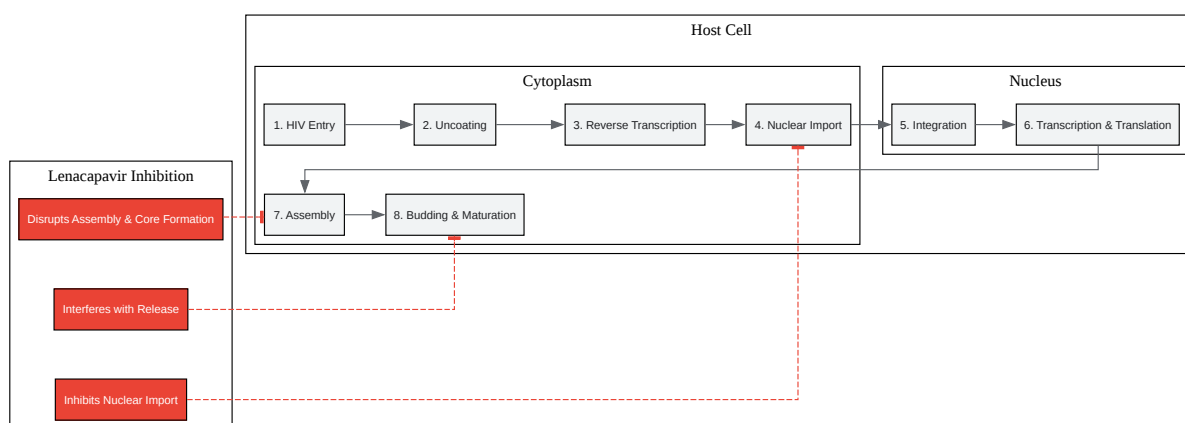 Host Cell
Cytoplasm
Nucleus
1. HIV Entry
2. Uncoating
3. Reverse Transcription
4. Nuclear Import
5. Integration
6. Transcription & Translation
Lenacapavir Inhibition
Disrupts Assembly & Core Formation
7. Assembly
8. Budding & Maturation
Interferes with Release
Inhibits Nuclear Import